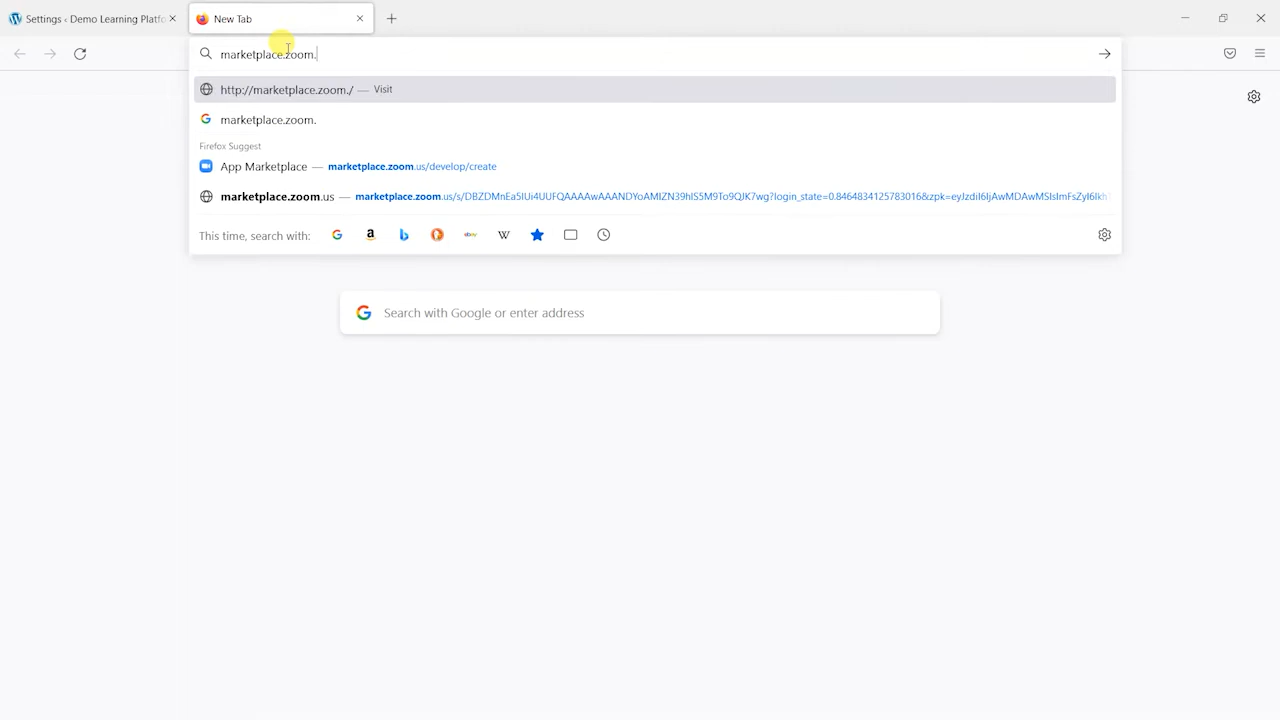 Settings ‹ Demo Learning Platfo
New Tab
marketplace.zoom.
http://marketplace.zoom./ — Visit
marketplace.zoom.
Firefox Suggest
App Marketplace — marketplace.zoom.us/develop/create
marketplace.zoom.us — marketplace.zoom.us/s/DBZDMnEa5IUi4UUFQAAAAwAAANDYoAMIZN39hIS5M9To9QJK7wg?login_state=0.8464834125783016&zpk=eyJzdiI6IjAwMDAwMSIsImFsZyI6Ikh
This time, search with:
Search with Google or enter address